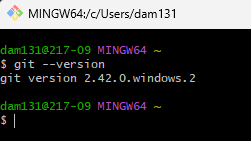 MINGW64:/c/Users/dam131
dam131@217-09 MINGW64 ~
$ git --version
git version 2.42.0.windows.2
dam131@217-09 MINGW64 ~
$